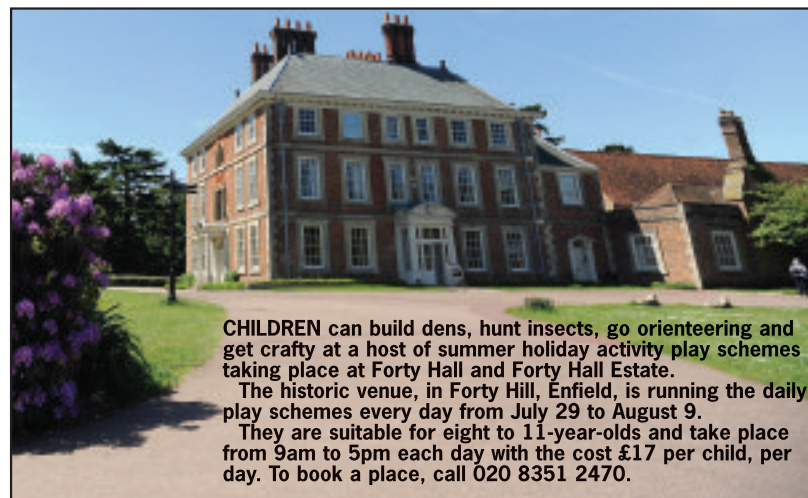 CHILDREN can build dens, hunt insects, go orienteering and
get crafty at a host of summer holiday activity play schemes
taking place at Forty Hall and Forty Hall Estate.
The historic venue, in Forty Hill, Enfield, is running the daily
play schemes every day from July 29 to August 9.
They are suitable for eight to 11-year-olds and take place
from 9am to 5pm each day with the cost £17 per child, per
day. To book a place, call 020 8351 2470.